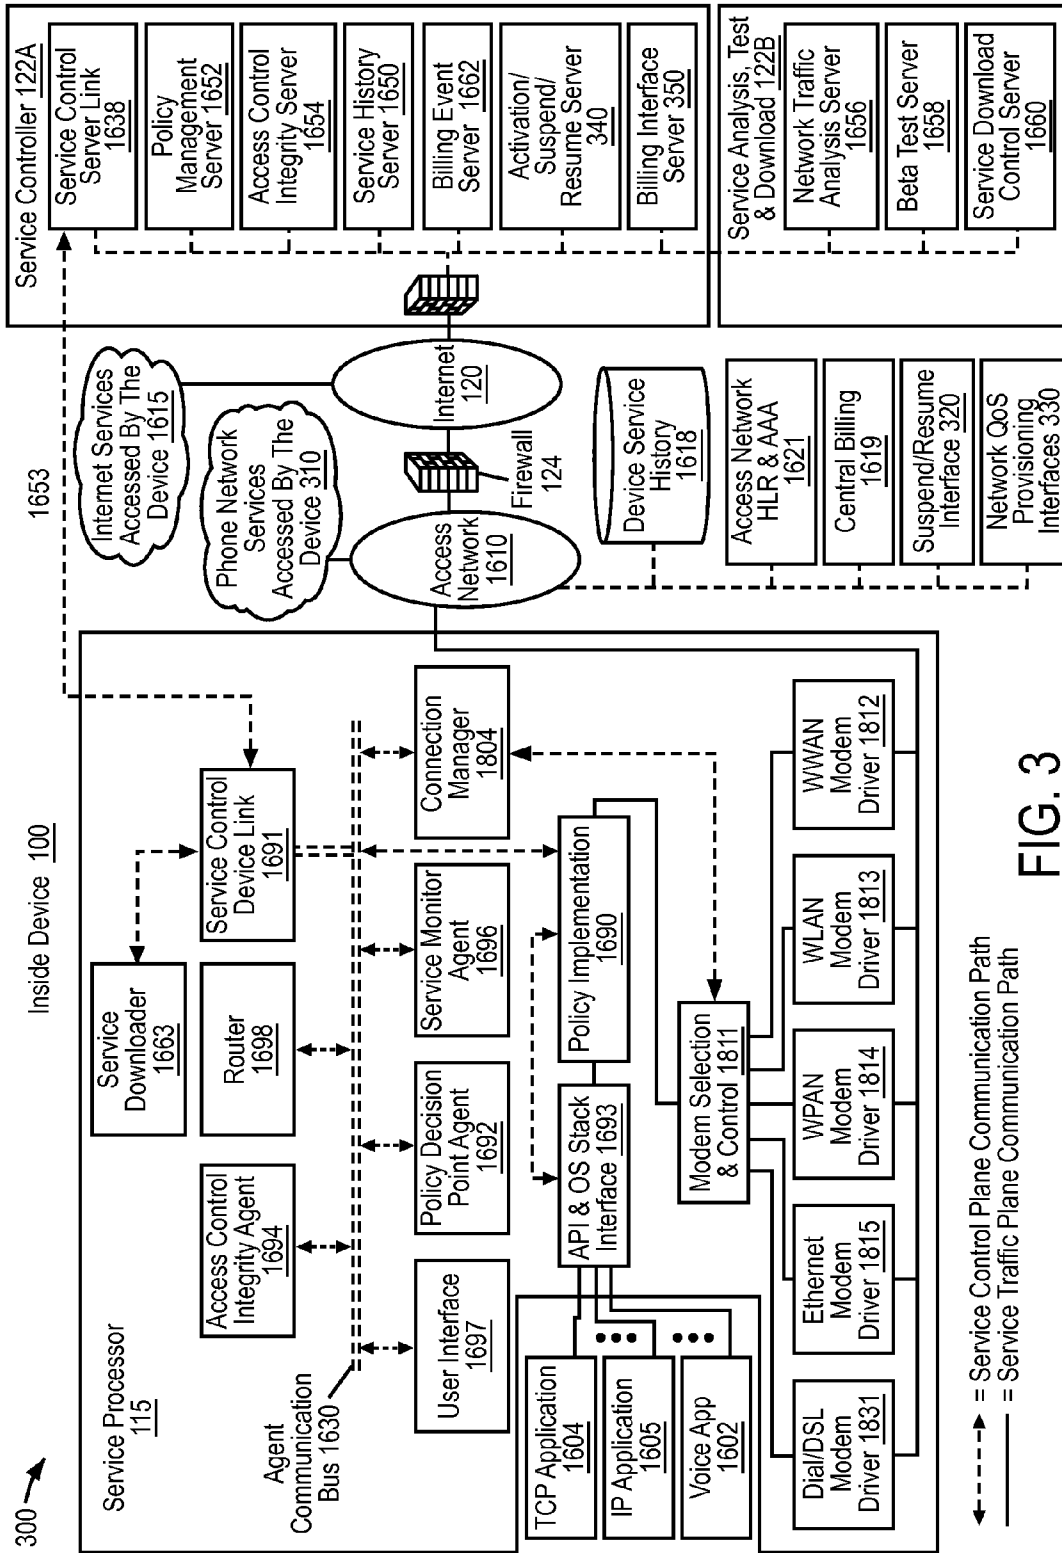 300
Inside Device 100
Service Processor
115
Access Control
Integrity Agent
1694
Router
1698
Service
Downloader
1663
Service Control
Device Link
1691
Agent
Communication
Bus 1630
User Interface
1697
Policy Decision
Point Agent
1692
Service Monitor
Agent
1696
Connection
Manager
1804
TCP Application
1604
IP Application
1605
Voice App
1602
API & OS Stack
Interface 1693
Policy Implementation
1690
Modem Selection
& Control 1811
Dial/DSL
Modem
Driver 1831
Ethernet
Modem
Driver 1815
WPAN
Modem
Driver 1814
WLAN
Modem
Driver 1813
WWAN
Modem
Driver 1812
1653
Internet Services
Accessed By The
Device 1615
Phone Network
Services
Accessed By The
Device 310
Access
Network
1610
Firewall
124
Internet
120
Device Service
History
1618
Access Network
HLR & AAA
1621
Central Billing
1619
Suspend/Resume
Interface 320
Network QoS
Provisioning
Interfaces 330
Service Controller 122A
Service Control
Server Link
1638
Policy
Management
Server 1652
Access Control
Integrity Server
1654
Service History
Server 1650
Billing Event
Server 1662
Activation/
Suspend/
Resume Server
340
Billing Interface
Server 350
Service Analysis, Test
& Download 122B
Network Traffic
Analysis Server
1656
Beta Test Server
1658
Service Download
Control Server
1660
= Service Control Plane Communication Path
= Service Traffic Plane Communication Path
FIG. 3